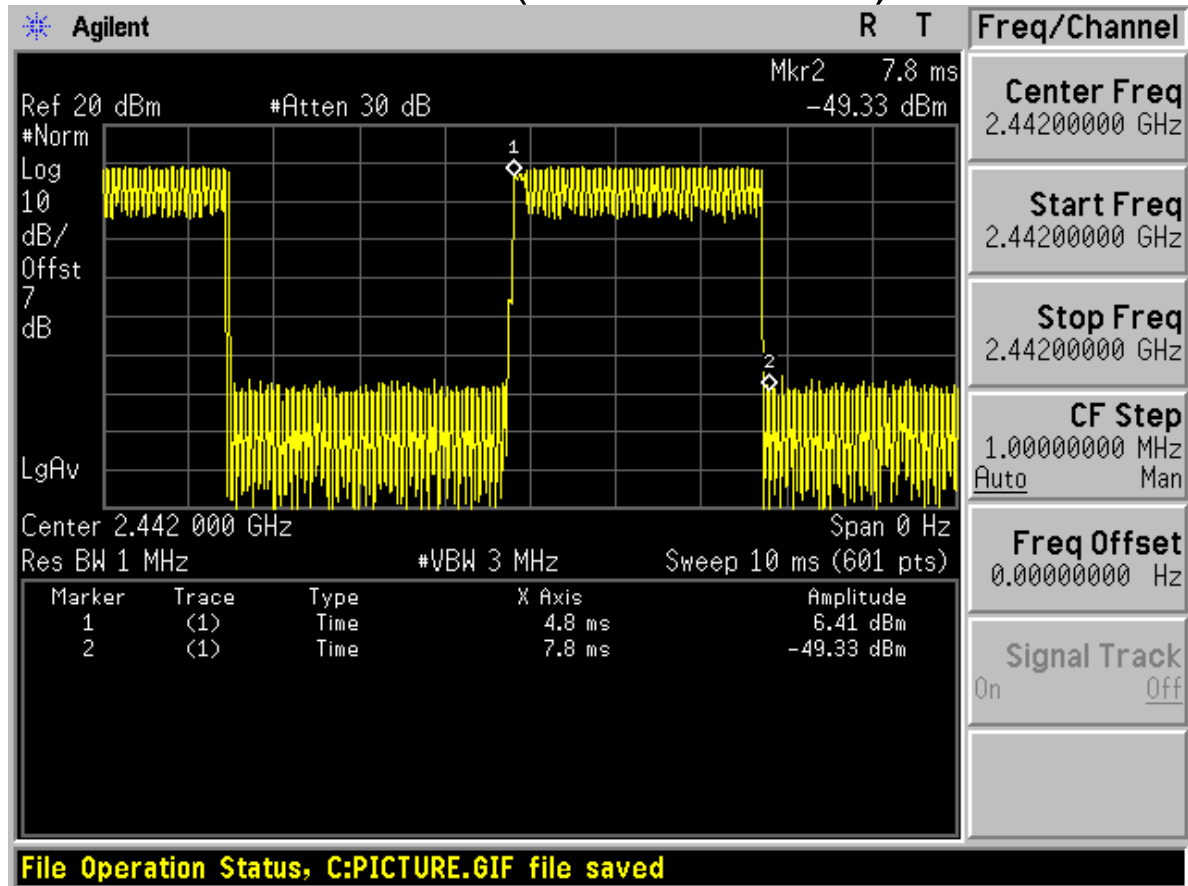 Agilent R T
Freq/Channel
Mkr2 7.8 ms
Ref 20 dBm #Atten 30 dB -49.33 dBm
#Norm
Log
10
dB/
Offst
7
dB
LgAv
1
2
Center 2.442 000 GHz Span 0 Hz
Res BW 1 MHz #VBW 3 MHz Sweep 10 ms (601 pts)
Marker Trace Type X Axis Amplitude
1 (1) Time 4.8 ms 6.41 dBm
2 (1) Time 7.8 ms -49.33 dBm
Center Freq
2.44200000 GHz
Start Freq
2.44200000 GHz
Stop Freq
2.44200000 GHz
CF Step
1.00000000 MHz
Auto Man
Freq Offset
0.00000000 Hz
Signal Track
On Off
File Operation Status, C:PICTURE.GIF file saved